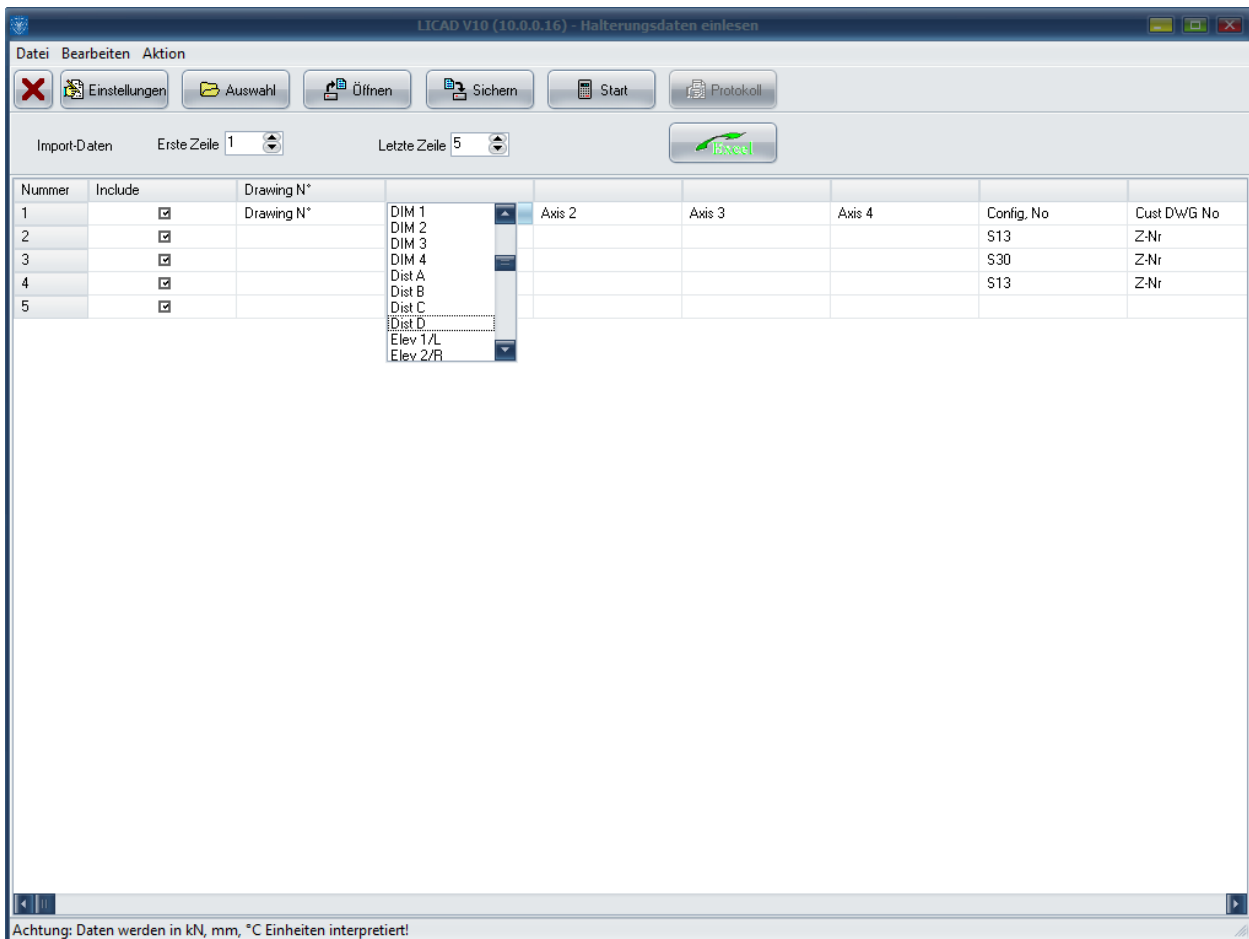 LICAD V10 (10.0.0.16) - Halterungsdaten einlesen
Datei Bearbeiten Aktion
Einstellungen Auswahl Öffnen Sichern Start Protokoll
Import-Daten Erste Zeile 1 Letzte Zeile 5 Excel
Nummer Include Drawing N°
1 Drawing N° Axis 2 Axis 3 Axis 4 Config, No Cust DWG No
2 S13 Z-Nr
3 S30 Z-Nr
4 S13 Z-Nr
5
DIM 1
DIM 2
DIM 3
DIM 4
Dist A
Dist B
Dist C
Dist D
Elev 1/L
Elev 2/R
Achtung: Daten werden in kN, mm, °C Einheiten interpretiert!